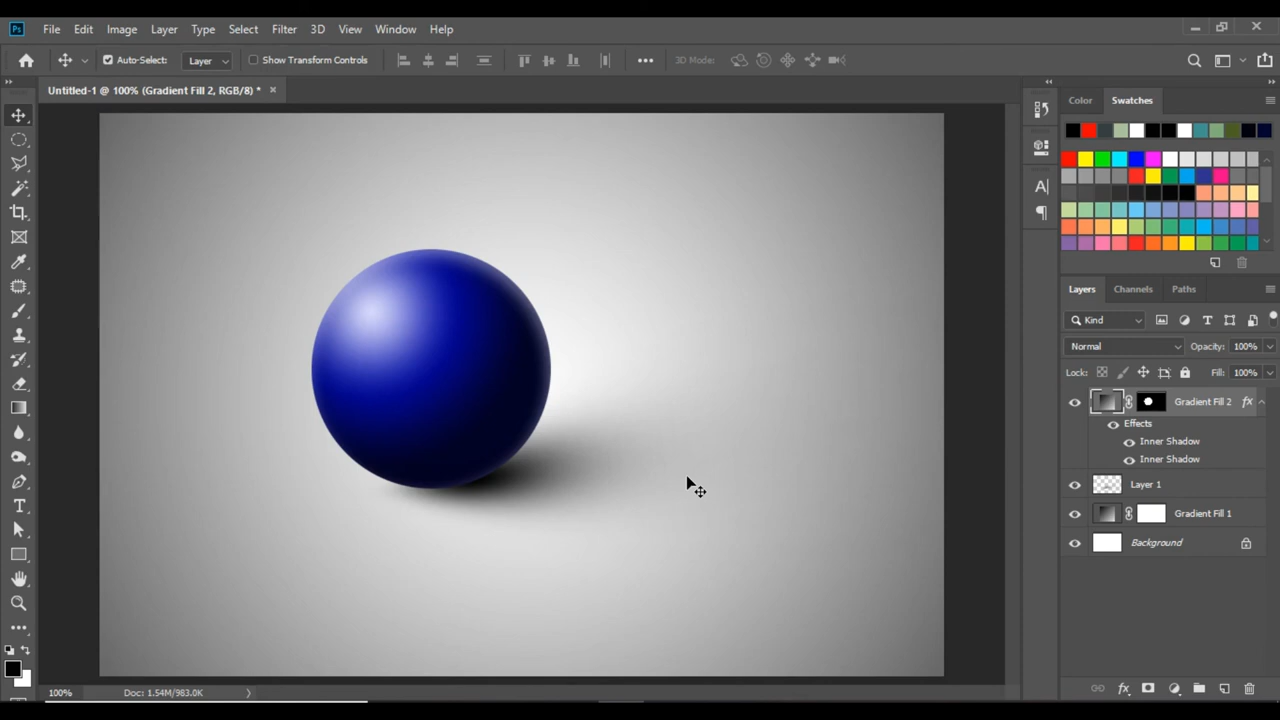 Ps File Edit Image Layer Type Select Filter 3D View Window Help
Auto-Select: Layer Show Transform Controls 3D Mode:
Untitled-1 @ 100% (Gradient Fill 2, RGB/8) *
Color Swatches
Layers Channels Paths
Kind
Normal Opacity: 100%
Lock: Fill: 100%
Gradient Fill 2 fx
Effects
Inner Shadow
Inner Shadow
Layer 1
Gradient Fill 1
Background
100% Doc: 1.54M/983.0K
fx